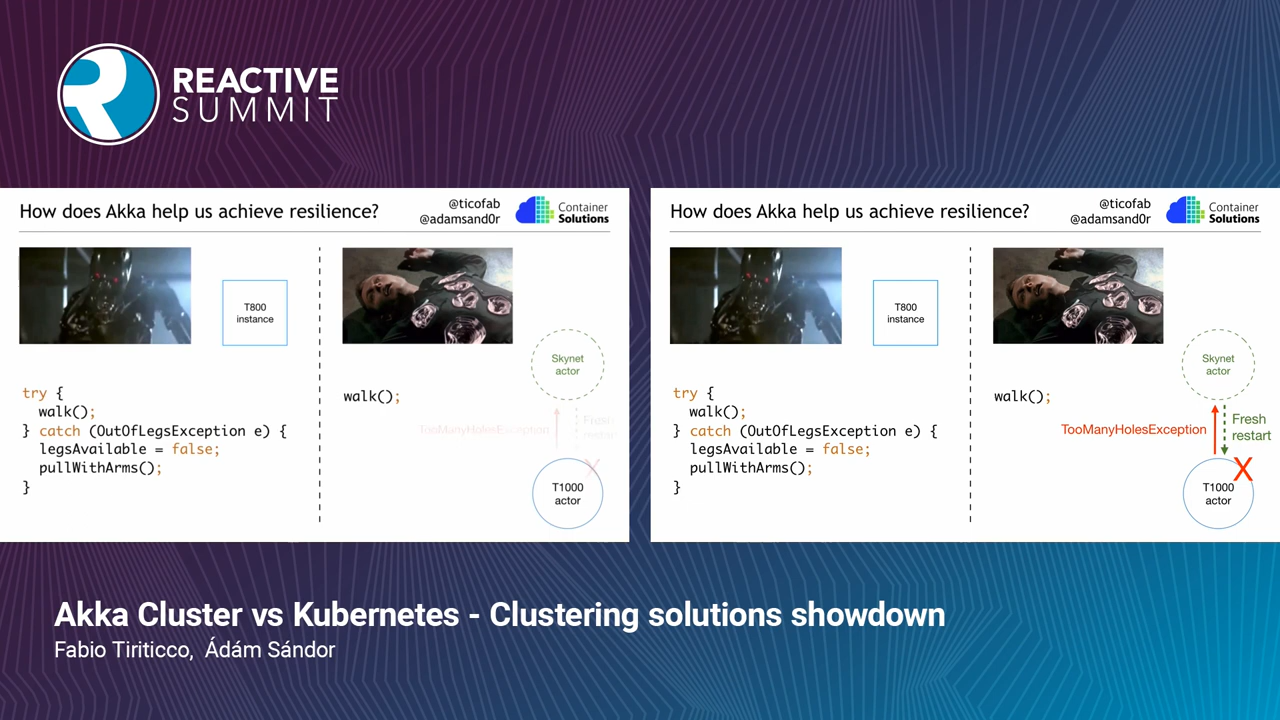 REACTIVE
SUMMIT
How does Akka help us achieve resilience?
@ticofab
@adamsand0r
Container
Solutions
T800
instance
try {
walk();
} catch (OutOfLegsException e) {
legsAvailable = false;
pullWithArms();
}
walk();
Skynet
actor
TooManyHolesException
Fresh
restart
X
T1000
actor
How does Akka help us achieve resilience?
@ticofab
@adamsand0r
Container
Solutions
T800
instance
try {
walk();
} catch (OutOfLegsException e) {
legsAvailable = false;
pullWithArms();
}
walk();
Skynet
actor
TooManyHolesException
Fresh
restart
X
T1000
actor
Akka Cluster vs Kubernetes - Clustering solutions showdown
Fabio Tiriticco, Ádám Sándor